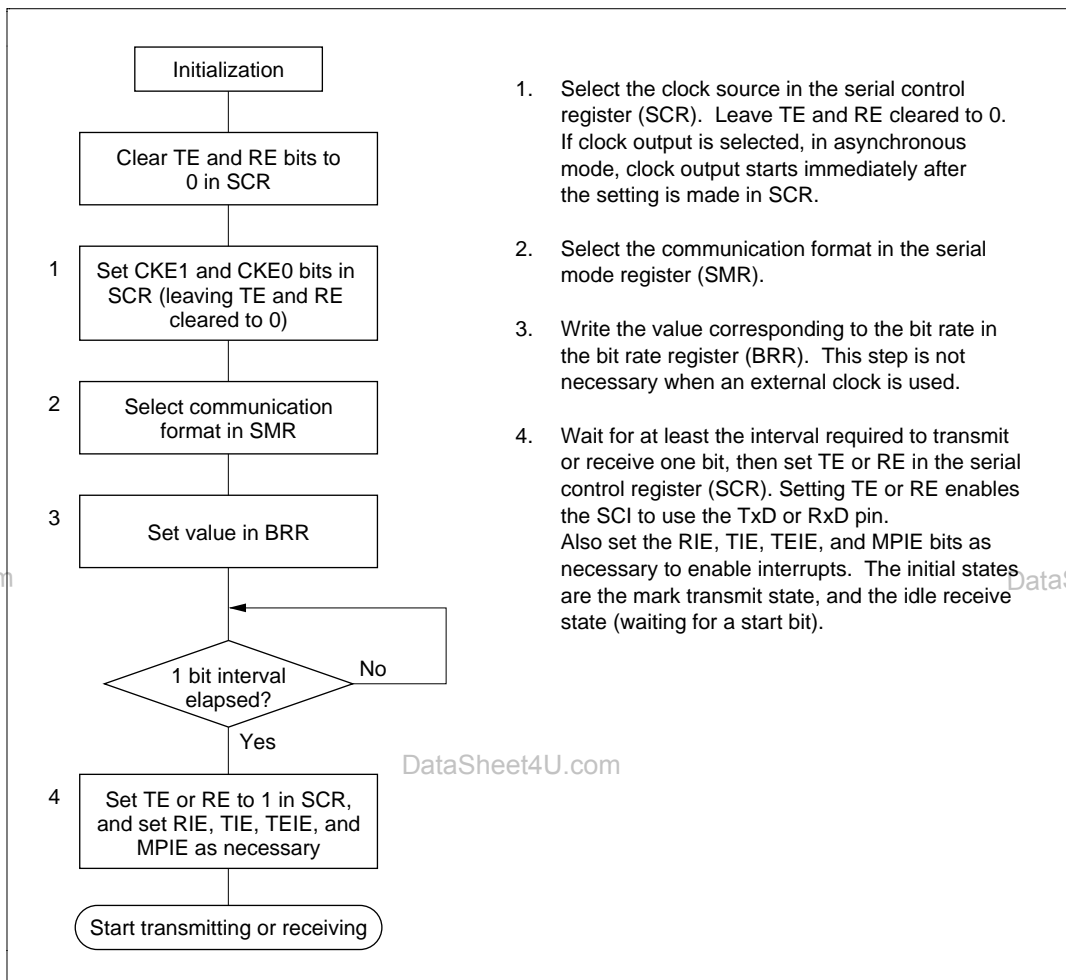 Initialization
Clear TE and RE bits to
0 in SCR
1
Set CKE1 and CKE0 bits in
SCR (leaving TE and RE
cleared to 0)
2
Select communication
format in SMR
3
Set value in BRR
1 bit interval
elapsed?
No
Yes
4
Set TE or RE to 1 in SCR,
and set RIE, TIE, TEIE, and
MPIE as necessary
Start transmitting or receiving
1. Select the clock source in the serial control
register (SCR). Leave TE and RE cleared to 0.
If clock output is selected, in asynchronous
mode, clock output starts immediately after
the setting is made in SCR.
2. Select the communication format in the serial
mode register (SMR).
3. Write the value corresponding to the bit rate in
the bit rate register (BRR). This step is not
necessary when an external clock is used.
4. Wait for at least the interval required to transmit
or receive one bit, then set TE or RE in the serial
control register (SCR). Setting TE or RE enables
the SCI to use the TxD or RxD pin.
Also set the RIE, TIE, TEIE, and MPIE bits as
necessary to enable interrupts. The initial states
are the mark transmit state, and the idle receive
state (waiting for a start bit).
m
DataS
DataSheet4U.com